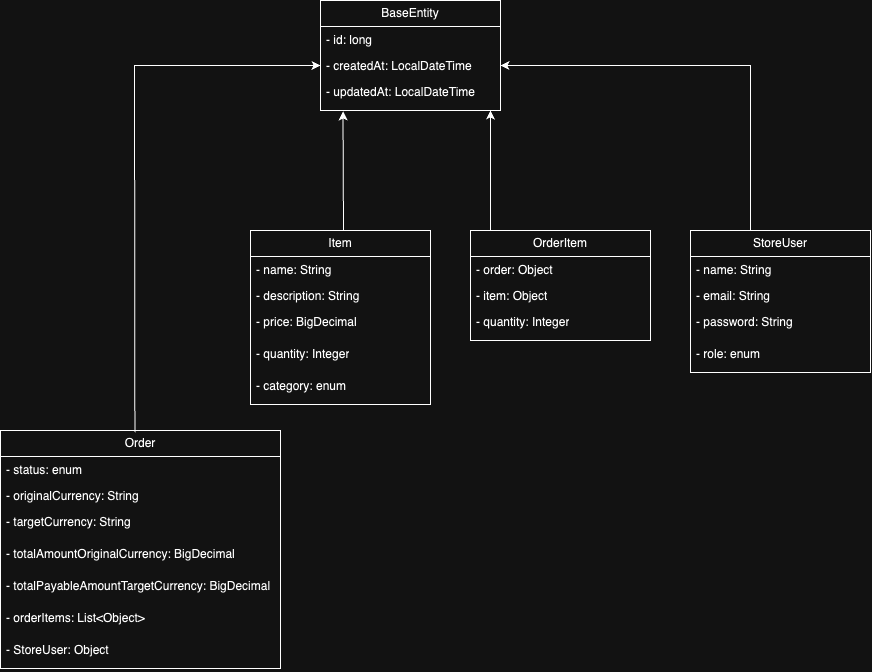 BaseEntity
- id: long
- createdAt: LocalDateTime
- updatedAt: LocalDateTime
Item
- name: String
- description: String
- price: BigDecimal
- quantity: Integer
- category: enum
OrderItem
- order: Object
- item: Object
- quantity: Integer
StoreUser
- name: String
- email: String
- password: String
- role: enum
Order
- status: enum
- originalCurrency: String
- targetCurrency: String
- totalAmountOriginalCurrency: BigDecimal
- totalPayableAmountTargetCurrency: BigDecimal
- orderItems: List<Object>
- StoreUser: Object